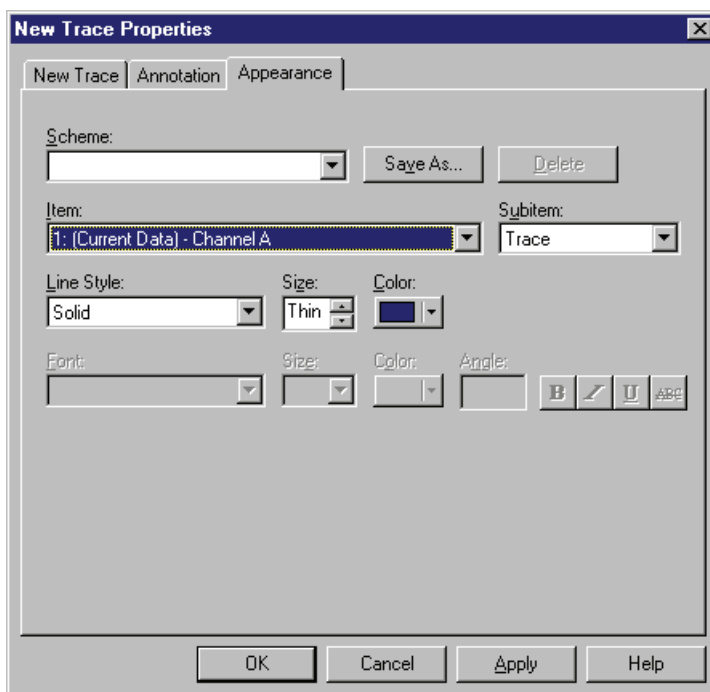 New Trace Properties
New Trace Annotation Appearance
Scheme:
Save As... Delete
Item: Subitem:
1: (Current Data) - Channel A Trace
Line Style: Size: Color:
Solid Thin
Font: Size: Color: Angle:
B I U ABC
OK Cancel Apply Help